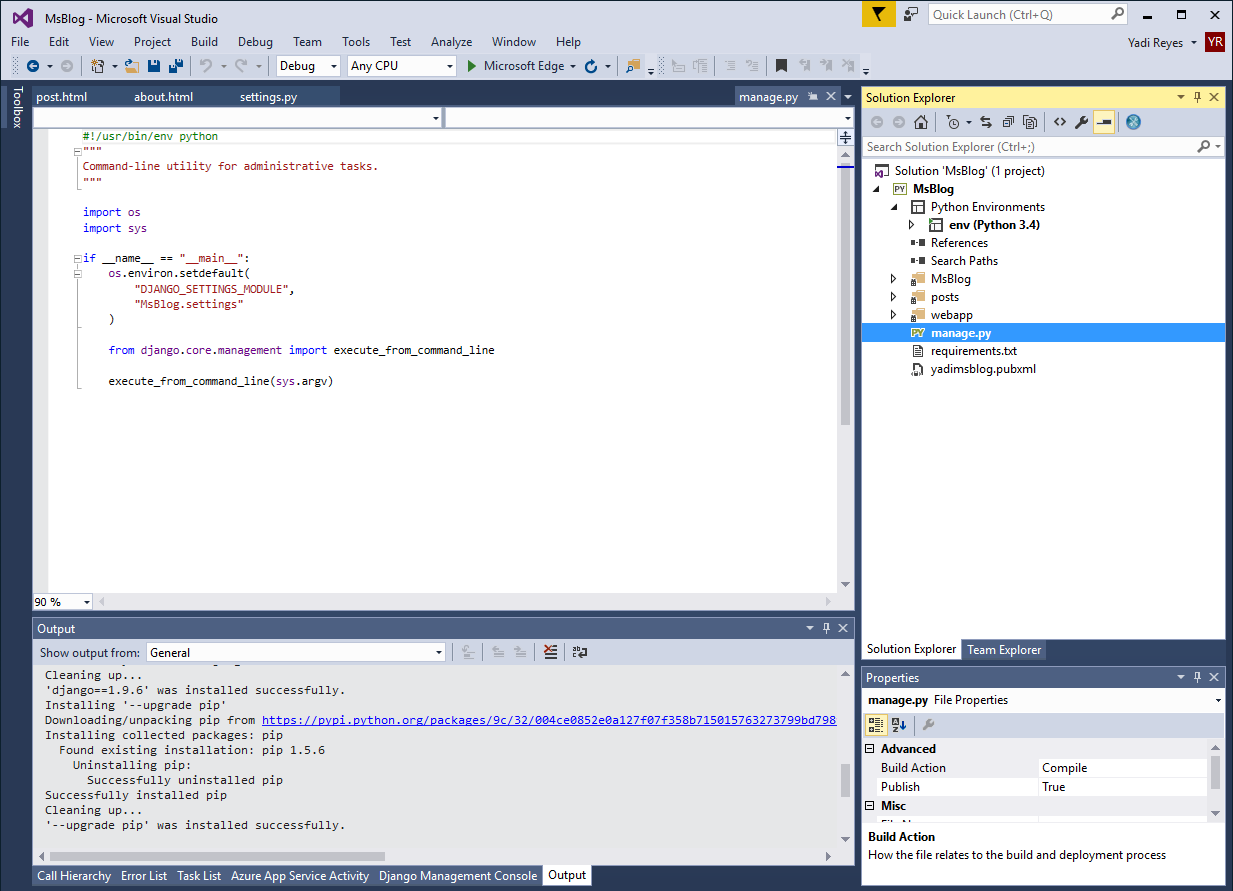 MsBlog - Microsoft Visual Studio
Quick Launch (Ctrl+Q)
File Edit View Project Build Debug Team Tools Test Analyze Window Help
Yadi Reyes YR
Debug Any CPU Microsoft Edge
Toolbox
post.html about.html settings.py manage.py
#!/usr/bin/env python
"""
Command-line utility for administrative tasks.
"""
import os
import sys
if __name__ == "__main__":
os.environ.setdefault(
"DJANGO_SETTINGS_MODULE",
"MsBlog.settings"
)
from django.core.management import execute_from_command_line
execute_from_command_line(sys.argv)
90 %
Output
Show output from: General
Cleaning up...
'django==1.9.6' was installed successfully.
Installing '--upgrade pip'
Downloading/unpacking pip from https://pypi.python.org/packages/9c/32/004ce0852e0a127f07f358b715015763273799bd798
Installing collected packages: pip
Found existing installation: pip 1.5.6
Uninstalling pip:
Successfully uninstalled pip
Successfully installed pip
Cleaning up...
'--upgrade pip' was installed successfully.
Call Hierarchy Error List Task List Azure App Service Activity Django Management Console Output
Solution Explorer
Search Solution Explorer (Ctrl+;)
Solution 'MsBlog' (1 project)
PY MsBlog
Python Environments
env (Python 3.4)
References
Search Paths
MsBlog
posts
webapp
PY manage.py
requirements.txt
yadimsblog.pubxml
Solution Explorer Team Explorer
Properties
manage.py File Properties
Advanced
Build Action Compile
Publish True
Misc
Build Action
How the file relates to the build and deployment process